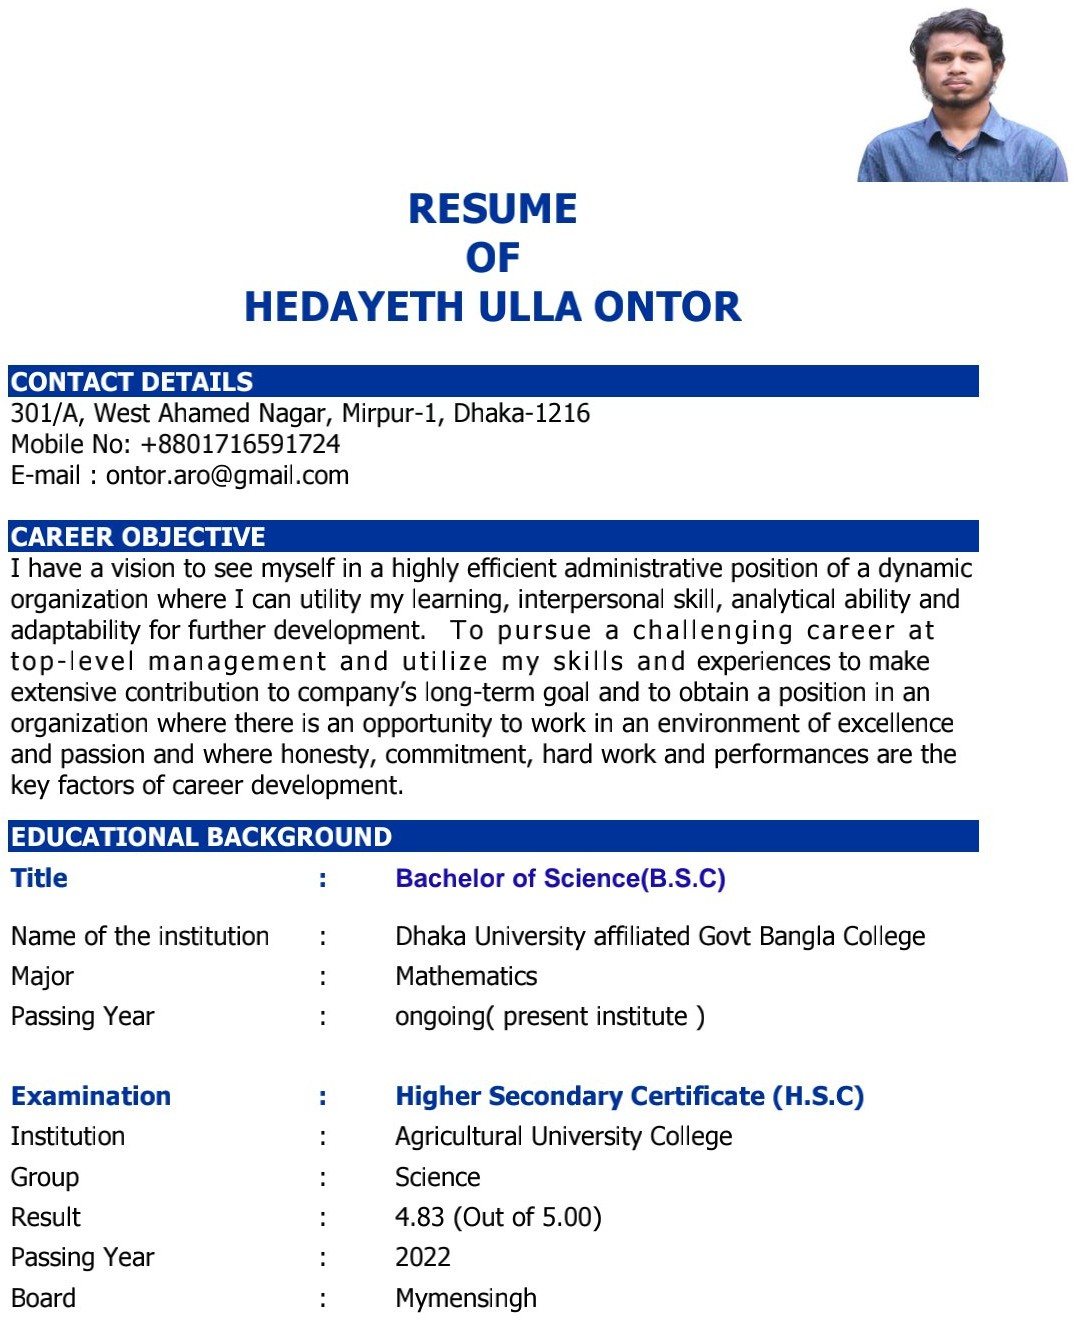 RESUME
OF
HEDAYETH ULLA ONTOR
CONTACT DETAILS
301/A, West Ahamed Nagar, Mirpur-1, Dhaka-1216
Mobile No: +8801716591724
E-mail : ontor.aro@gmail.com
CAREER OBJECTIVE
I have a vision to see myself in a highly efficient administrative position of a dynamic
organization where I can utility my learning, interpersonal skill, analytical ability and
adaptability for further development. To pursue a challenging career at
top-level management and utilize my skills and experiences to make
extensive contribution to company's long-term goal and to obtain a position in an
organization where there is an opportunity to work in an environment of excellence
and passion and where honesty, commitment, hard work and performances are the
key factors of career development.
EDUCATIONAL BACKGROUND
Title : Bachelor of Science(B.S.C)
Name of the institution : Dhaka University affiliated Govt Bangla College
Major : Mathematics
Passing Year : ongoing( present institute )
Examination : Higher Secondary Certificate (H.S.C)
Institution : Agricultural University College
Group : Science
Result : 4.83 (Out of 5.00)
Passing Year : 2022
Board : Mymensingh